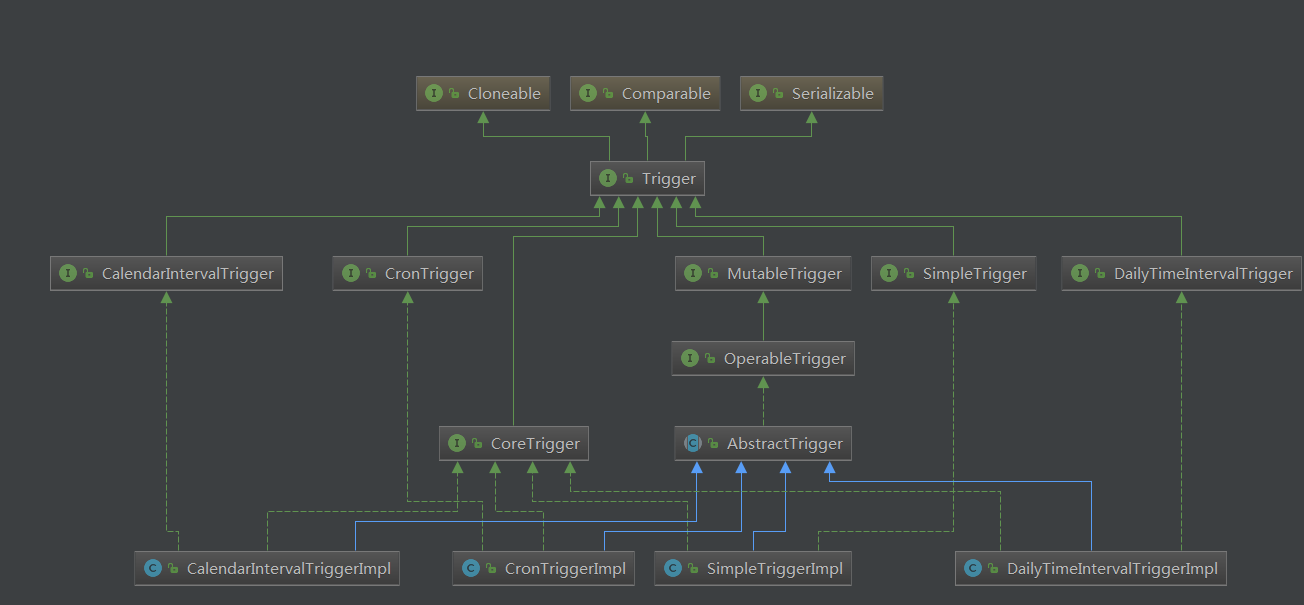 I Cloneable I Comparable I Serializable
I Trigger
I CalendarIntervalTrigger I CronTrigger I MutableTrigger I SimpleTrigger I DailyTimeIntervalTrigger
I OperableTrigger
I CoreTrigger C AbstractTrigger
C CalendarIntervalTriggerImpl C CronTriggerImpl C SimpleTriggerImpl C DailyTimeIntervalTriggerImpl